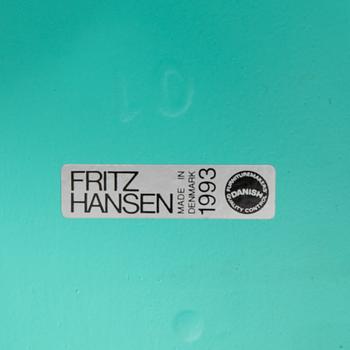 FRITZ
HANSEN
MADE IN
DENMARK
1993
FURNITUREMAKERS'
DANISH
QUALITY CONTROL